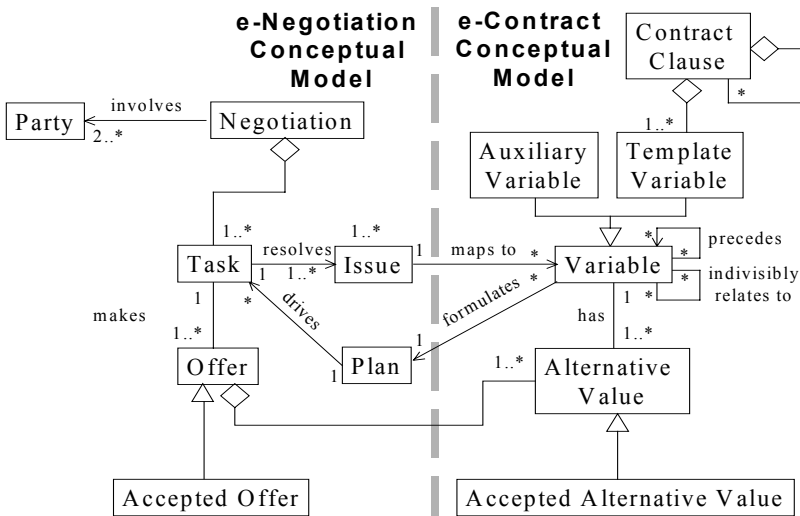 e-Negotiation
Conceptual
Model
e-Contract
Conceptual
Model
Contract
Clause
*
Party
involves
2..*
Negotiation
1..*
Auxiliary
Variable
Template
Variable
1..*
1..*
Task
resolves
1
1..*
Issue
1
maps to
*
*
Variable
*
*
precedes
*
*
indivisibly
relates to
1
makes
1..*
*
drives
1
Plan
1
formulates
1
has
1..*
Offer
1..*
Alternative
Value
Accepted Offer
Accepted Alternative Value